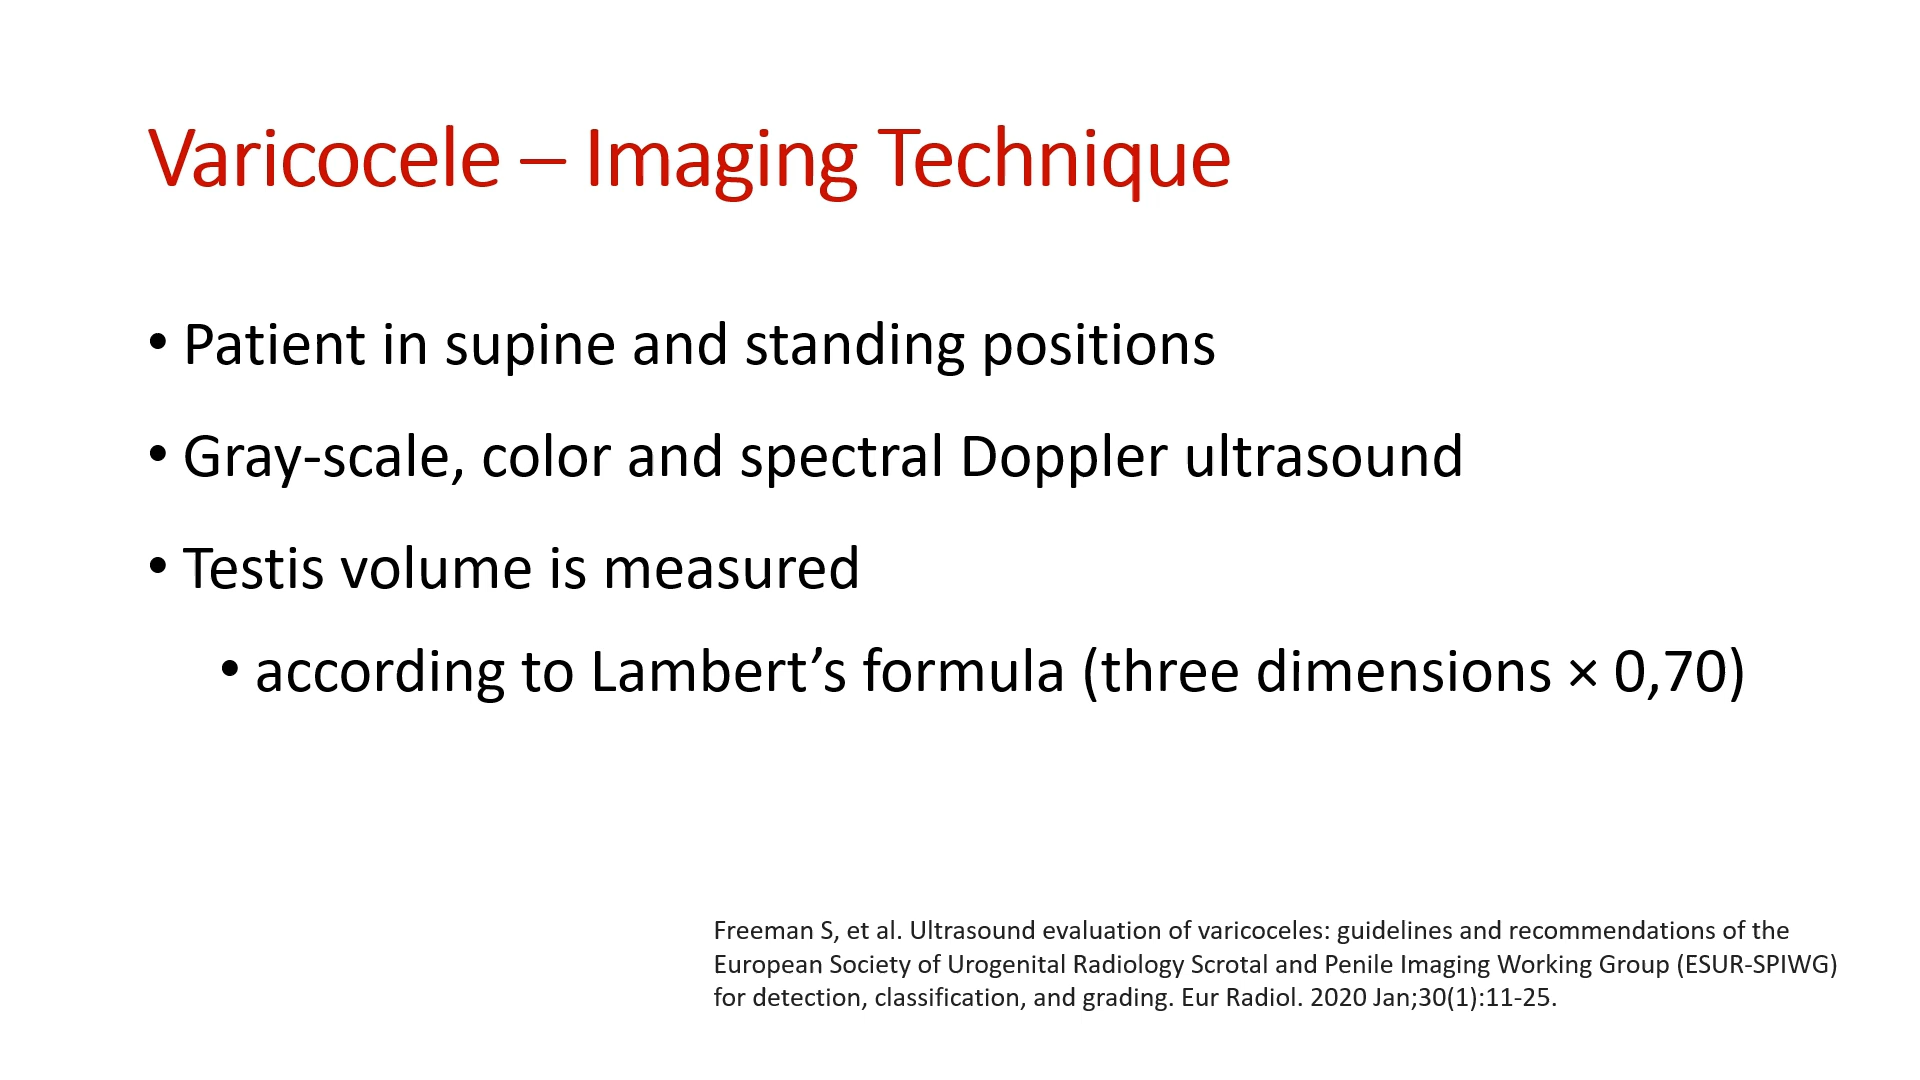 Varicocele – Imaging Technique
• Patient in supine and standing positions
• Gray-scale, color and spectral Doppler ultrasound
• Testis volume is measured
• according to Lambert’s formula (three dimensions × 0,70)
Freeman S, et al. Ultrasound evaluation of varicoceles: guidelines and recommendations of the
European Society of Urogenital Radiology Scrotal and Penile Imaging Working Group (ESUR-SPIWG)
for detection, classification, and grading. Eur Radiol. 2020 Jan;30(1):11-25.